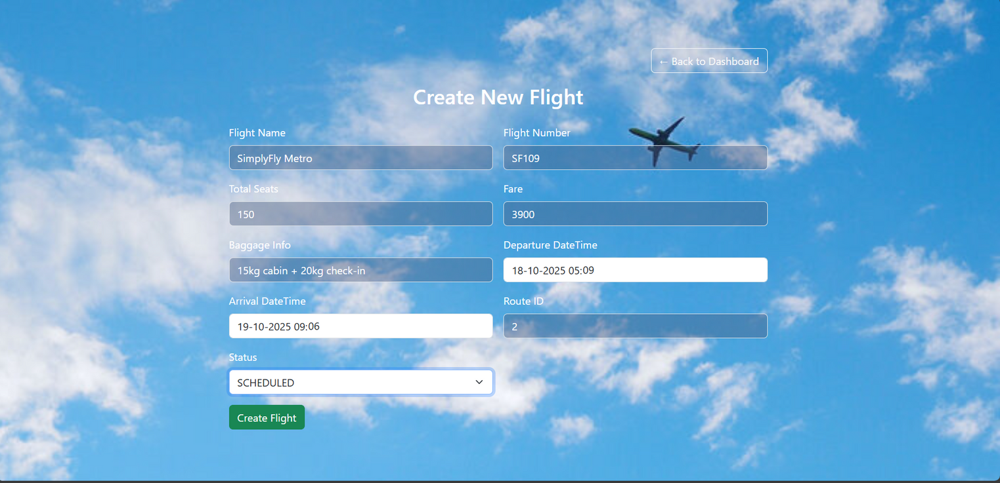 ← Back to Dashboard
Create New Flight
Flight Name
Flight Number
SimplyFly Metro
SF109
Total Seats
Fare
150
3900
Baggage Info
Departure DateTime
15kg cabin + 20kg check-in
18-10-2025 05:09
Arrival DateTime
Route ID
19-10-2025 09:06
2
Status
SCHEDULED
Create Flight